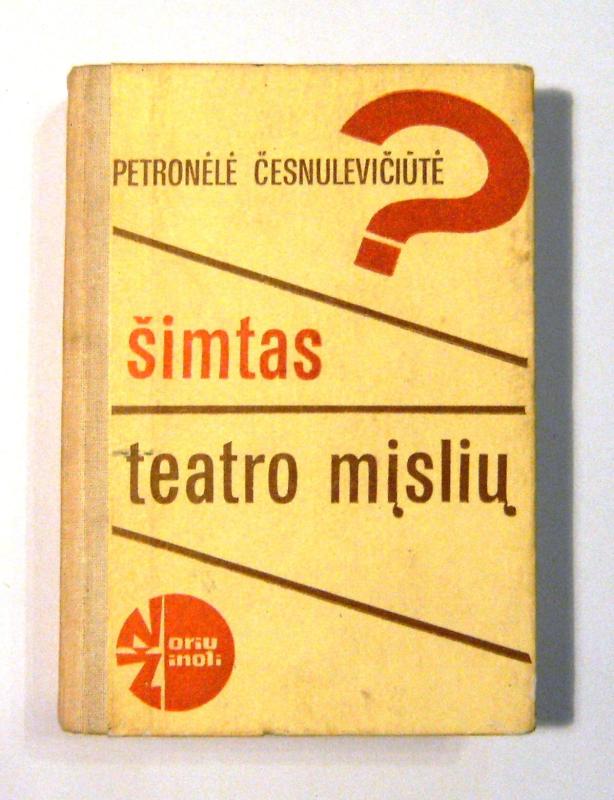 PETRONĖLĖ ČESNULEVIČIŪTĖ
?
šimtas
teatro mįslių
Noriu
Žinoti